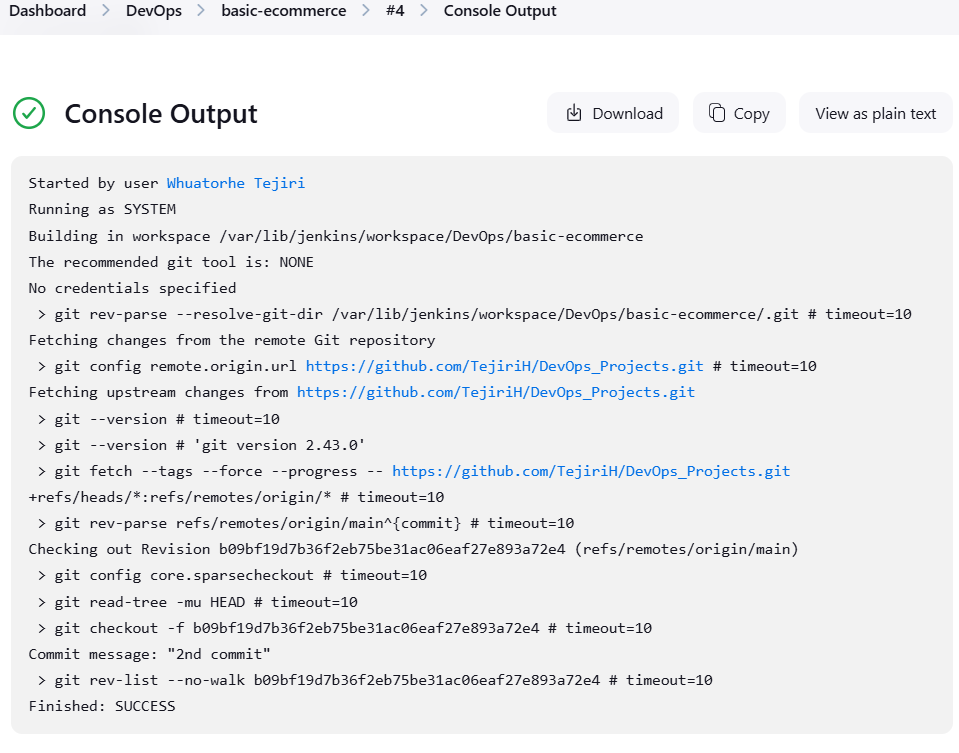 Dashboard > DevOps > basic-ecommerce > #4 > Console Output
Console Output
Download Copy View as plain text
Started by user Whuatorhe Tejiri
Running as SYSTEM
Building in workspace /var/lib/jenkins/workspace/DevOps/basic-ecommerce
The recommended git tool is: NONE
No credentials specified
 > git rev-parse --resolve-git-dir /var/lib/jenkins/workspace/DevOps/basic-ecommerce/.git # timeout=10
Fetching changes from the remote Git repository
 > git config remote.origin.url https://github.com/TejiriH/DevOps_Projects.git # timeout=10
Fetching upstream changes from https://github.com/TejiriH/DevOps_Projects.git
 > git --version # timeout=10
 > git --version # 'git version 2.43.0'
 > git fetch --tags --force --progress -- https://github.com/TejiriH/DevOps_Projects.git
+refs/heads/*:refs/remotes/origin/* # timeout=10
 > git rev-parse refs/remotes/origin/main^{commit} # timeout=10
Checking out Revision b09bf19d7b36f2eb75be31ac06eaf27e893a72e4 (refs/remotes/origin/main)
 > git config core.sparsecheckout # timeout=10
 > git read-tree -mu HEAD # timeout=10
 > git checkout -f b09bf19d7b36f2eb75be31ac06eaf27e893a72e4 # timeout=10
Commit message: "2nd commit"
 > git rev-list --no-walk b09bf19d7b36f2eb75be31ac06eaf27e893a72e4 # timeout=10
Finished: SUCCESS